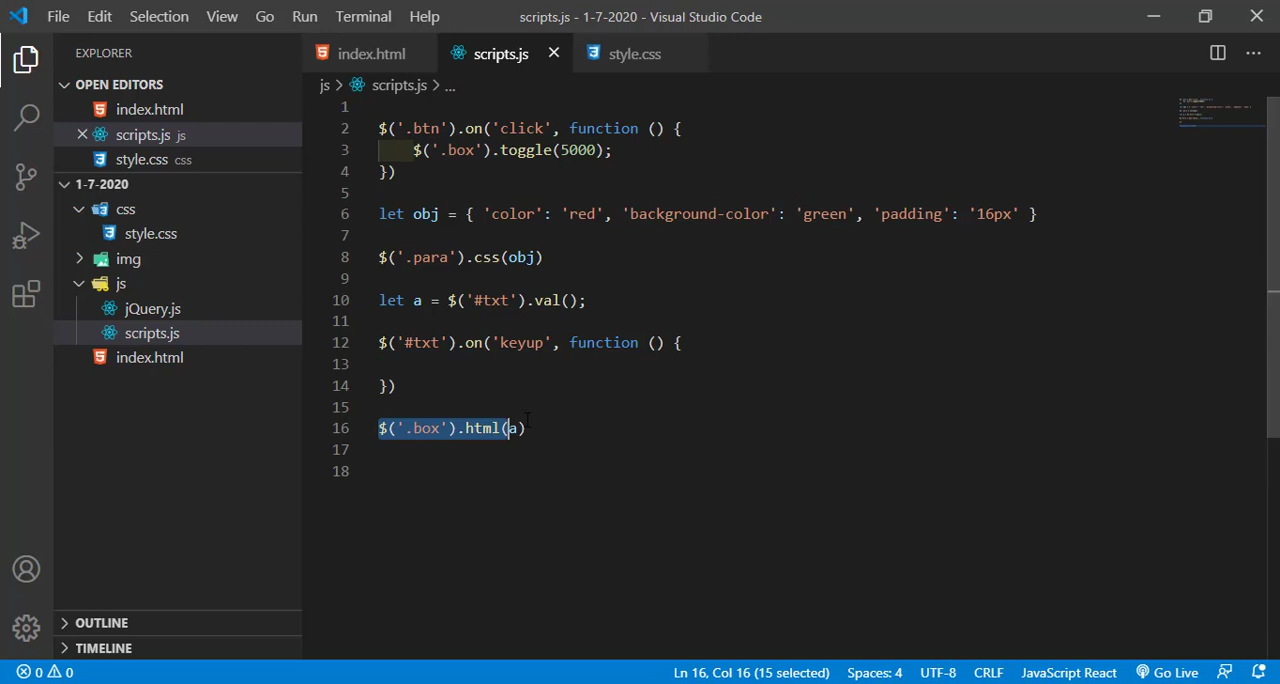 File Edit Selection View Go Run Terminal Help scripts.js - 1-7-2020 - Visual Studio Code
EXPLORER
OPEN EDITORS
index.html
scripts.js js
style.css css
1-7-2020
css
style.css
img
js
jQuery.js
scripts.js
index.html
OUTLINE
TIMELINE
index.html scripts.js style.css
js > scripts.js > ...
1
2 $('.btn').on('click', function () {
3 $('.box').toggle(5000);
4 })
5
6 let obj = { 'color': 'red', 'background-color': 'green', 'padding': '16px' }
7
8 $('.para').css(obj)
9
10 let a = $('#txt').val();
11
12 $('#txt').on('keyup', function () {
13
14 })
15
16 $('.box').html(a)
17
18
0 0 Ln 16, Col 16 (15 selected) Spaces: 4 UTF-8 CRLF JavaScript React Go Live